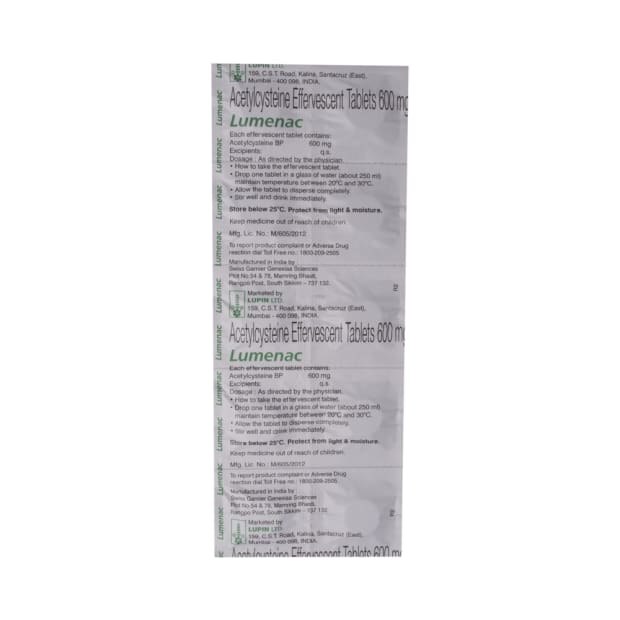 LUPIN LTD.
159, C.S.T. Road, Kalina, Santacruz (East),
Mumbai - 400 098, INDIA.
Acetylcysteine Effervescent Tablets 600 mg
Lumenac
Each effervescent tablet contains:
Acetylcysteine BP 600 mg
Excipients: q.s.
Dosage : As directed by the physician.
• How to take the effervescent tablet.
• Drop one tablet in a glass of water (about 250 ml)
maintain temperature between 20°C and 30°C.
• Allow the tablet to disperse completely.
• Stir well and drink immediately.
Store below 25°C. Protect from light & moisture.
Keep medicine out of reach of children.
Mfg. Lic. No.: M/605/2012
To report product complaint or Adverse Drug
reaction dial Toll Free no.: 1800-209-2505
Manufactured in India by :
Swiss Garnier Genexiaa Sciences
Plot No.54 & 78, Mamring Bhasti,
Rangpo Post, South Sikkim - 737 132.
R2
Marketed by
LUPIN LTD.
159, C.S.T. Road, Kalina, Santacruz (East),
Mumbai - 400 098, INDIA.
Acetylcysteine Effervescent Tablets 600 mg
Lumenac
Each effervescent tablet contains:
Acetylcysteine BP 600 mg
Excipients: q.s.
Dosage : As directed by the physician.
• How to take the effervescent tablet.
• Drop one tablet in a glass of water (about 250 ml)
maintain temperature between 20°C and 30°C.
• Allow the tablet to disperse completely.
• Stir well and drink immediately.
Store below 25°C. Protect from light & moisture.
Keep medicine out of reach of children.
Mfg. Lic. No.: M/605/2012
To report product complaint or Adverse Drug
reaction dial Toll Free no.: 1800-209-2505
Manufactured in India by :
Swiss Garnier Genexiaa Sciences
Plot No.54 & 78, Mamring Bhasti,
Rangpo Post, South Sikkim - 737 132.
R2
Marketed by
LUPIN LTD.
159, C.S.T. Road, Kalina, Santacruz (East),
Mumbai - 400 098, INDIA.
Acetylcysteine Effervescent Tablets 600 mg
Lumenac
Lumenac
Lumenac
Lumenac
Lumenac
Lumenac
Lumenac
Lumenac
Lumenac
Lumenac